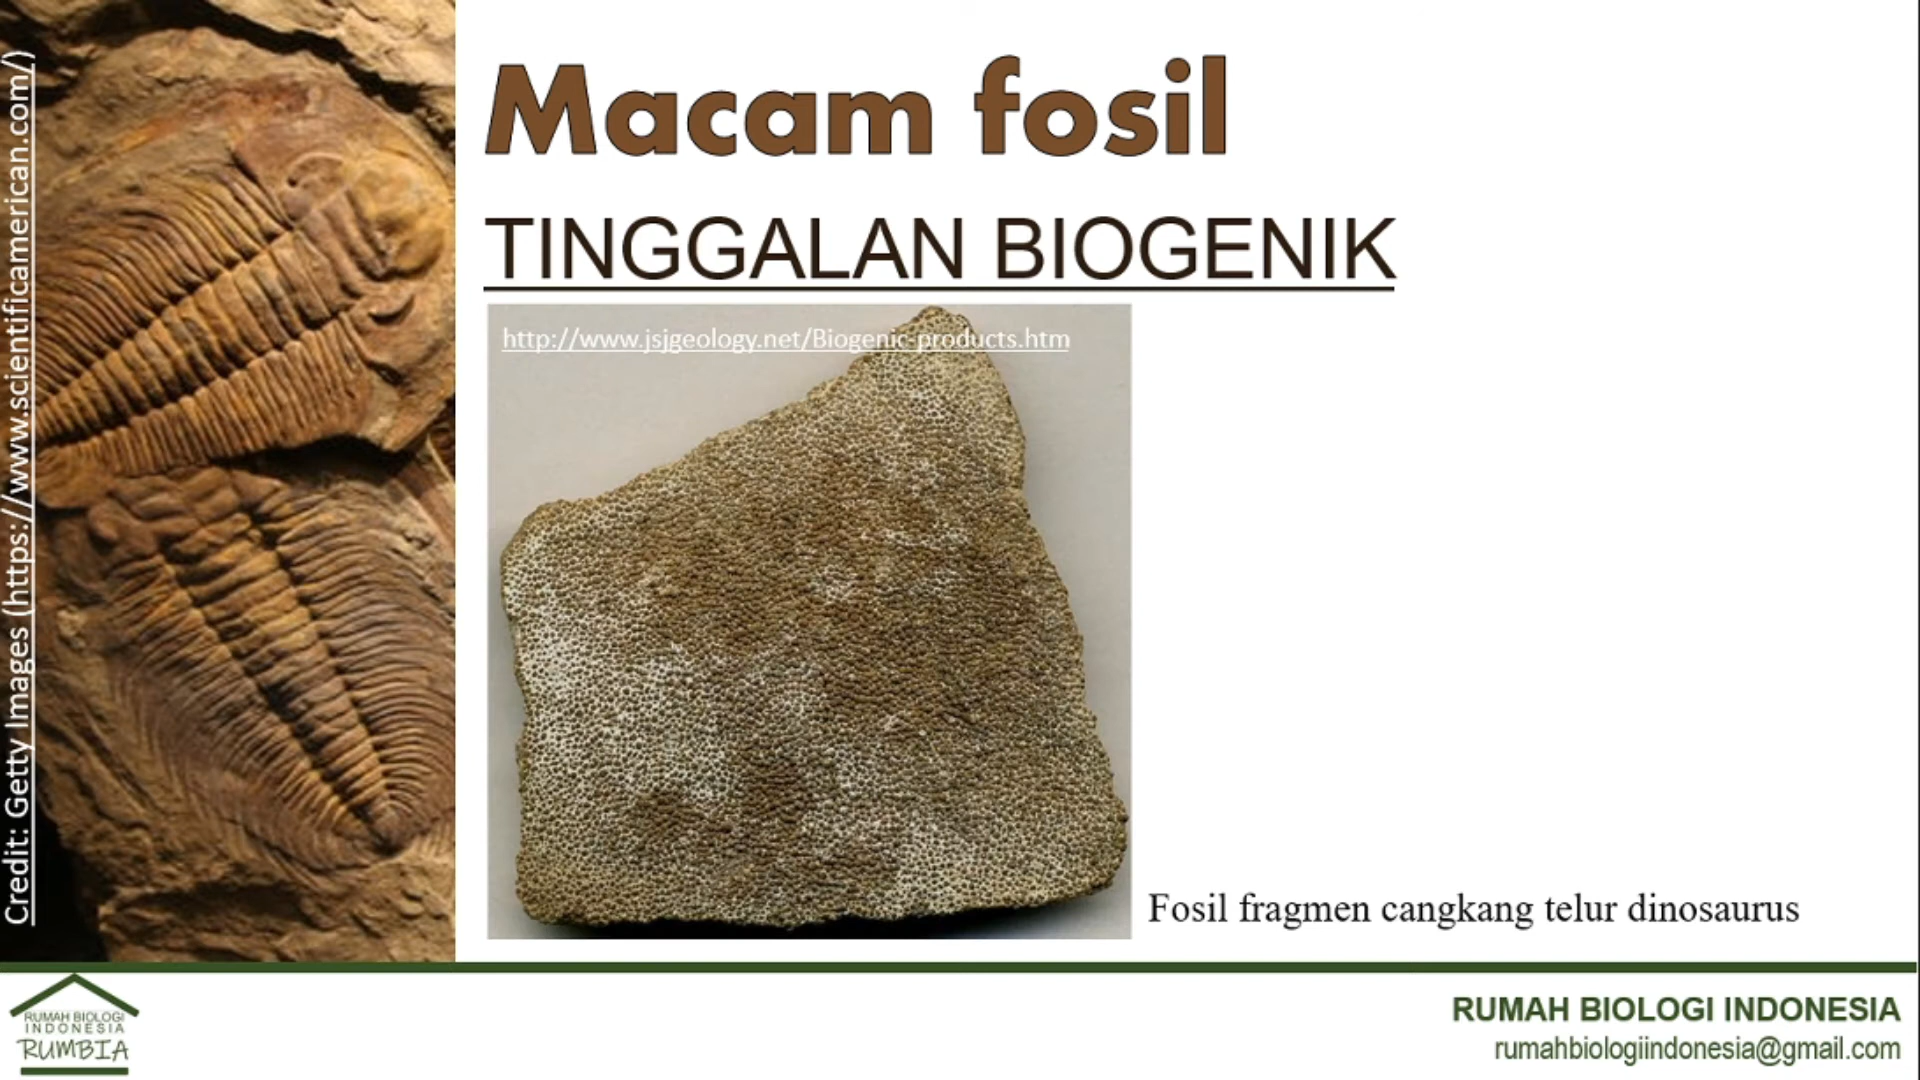 Credit: Getty Images (https://www.scientificamerican.com/)
Macam fosil
TINGGALAN BIOGENIK
http://www.jsjgeology.net/Biogenic-products.htm
Fosil fragmen cangkang telur dinosaurus
RUMAH BIOLOGI
INDONESIA
RUMBIA
RUMAH BIOLOGI INDONESIA
rumahbiologiindonesia@gmail.com